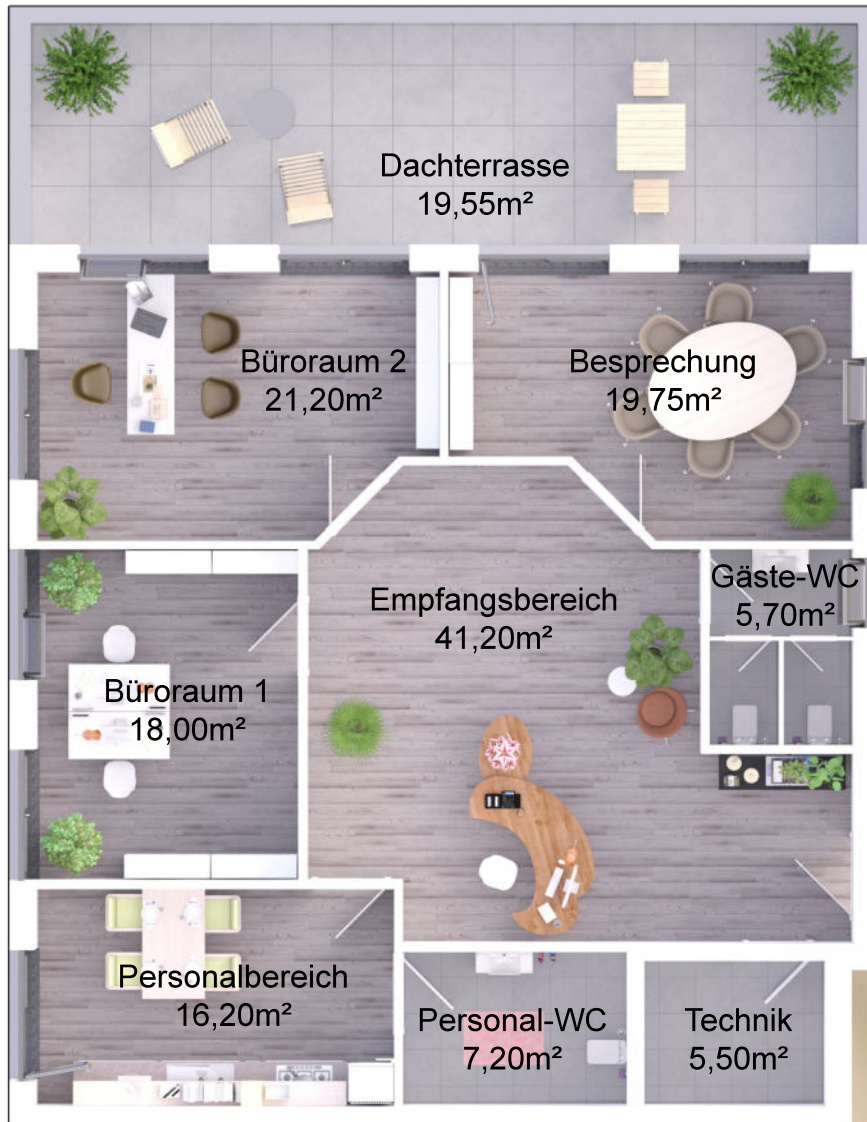 Dachterrasse
19,55m²
Büroraum 2
21,20m²
Besprechung
19,75m²
Empfangsbereich
41,20m²
Gäste-WC
5,70m²
Büroraum 1
18,00m²
Personalbereich
16,20m²
Personal-WC
7,20m²
Technik
5,50m²